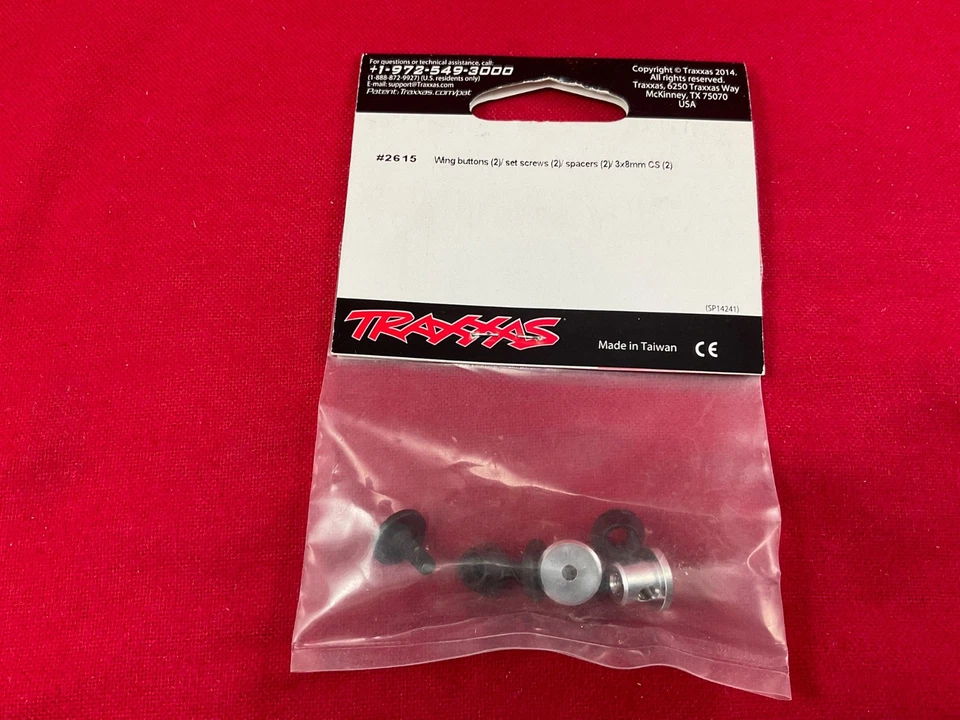 For questions or technical assistance, call:
+1-972-549-3000
(1-888-872-9927) (U.S. residents only)
E-mail: support@Traxxas.com
Patent: Traxxas.com/pat
Copyright © Traxxas 2014.
All rights reserved.
Traxxas, 6250 Traxxas Way
McKinney, TX 75070
USA
#2615 Wing buttons (2)/ set screws (2)/ spacers (2)/ 3x8mm CS (2)
(SP14241)
TRAXXAS
Made in Taiwan CE